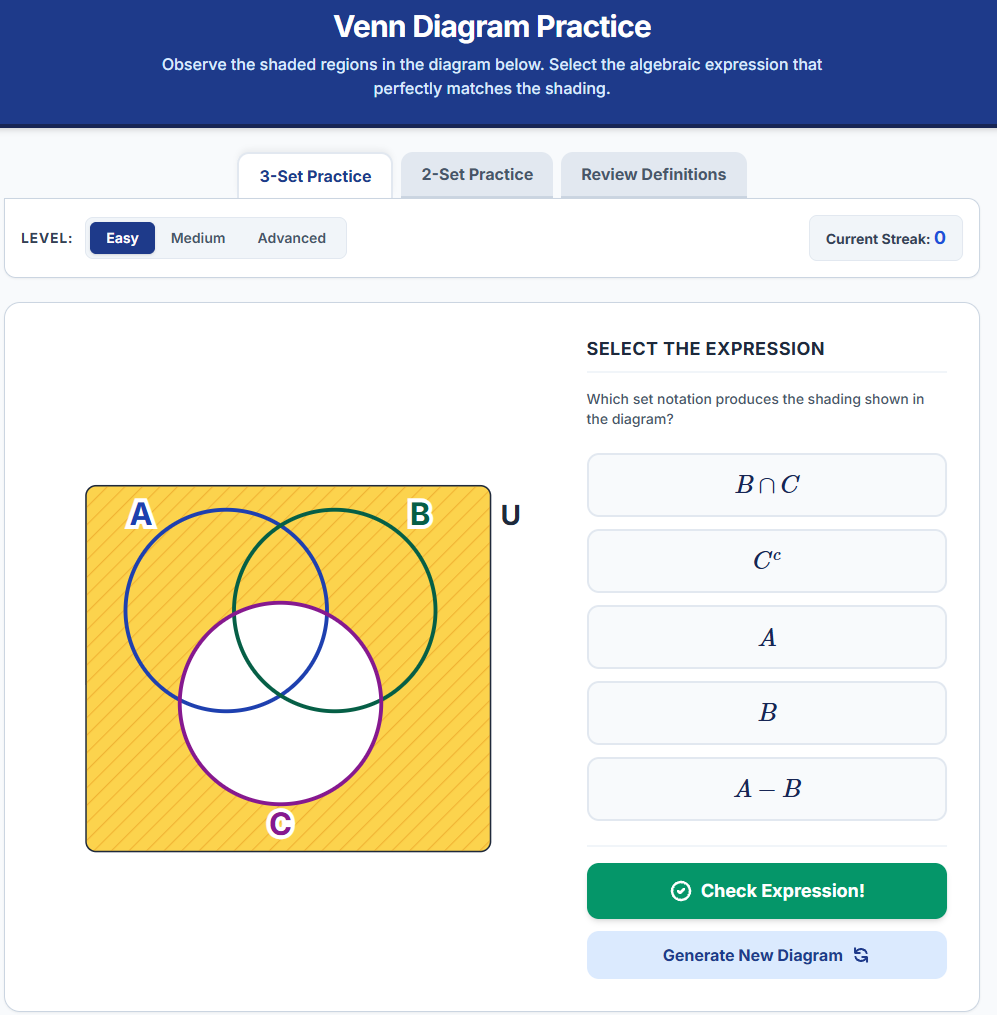 Venn Diagram Practice
Observe the shaded regions in the diagram below. Select the algebraic expression that
perfectly matches the shading.
3-Set Practice
2-Set Practice
Review Definitions
LEVEL:
Easy
Medium
Advanced
Current Streak: 0
A
B
U
C
SELECT THE EXPRESSION
Which set notation produces the shading shown in
the diagram?
B ∩ C
Cᶜ
A
B
A − B
Check Expression!
Generate New Diagram